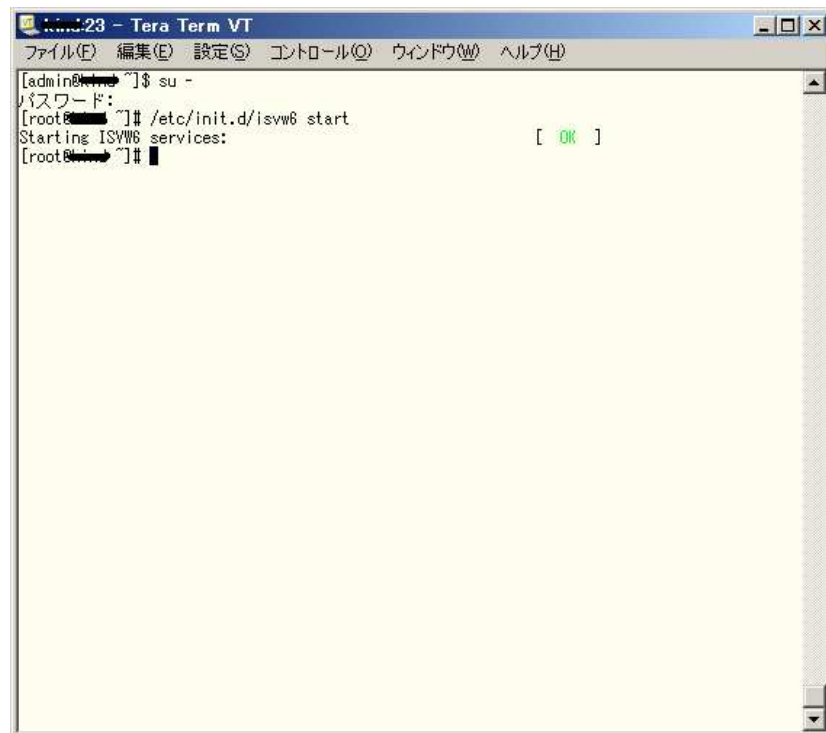 :23 - Tera Term VT
ファイル(F) 編集(E) 設定(S) コントロール(O) ウィンドウ(W) ヘルプ(H)
[admin@ ~]$ su -
パスワード:
[root@ ~]# /etc/init.d/isvw6 start
Starting ISVW6 services: [ OK ]
[root@ ~]#